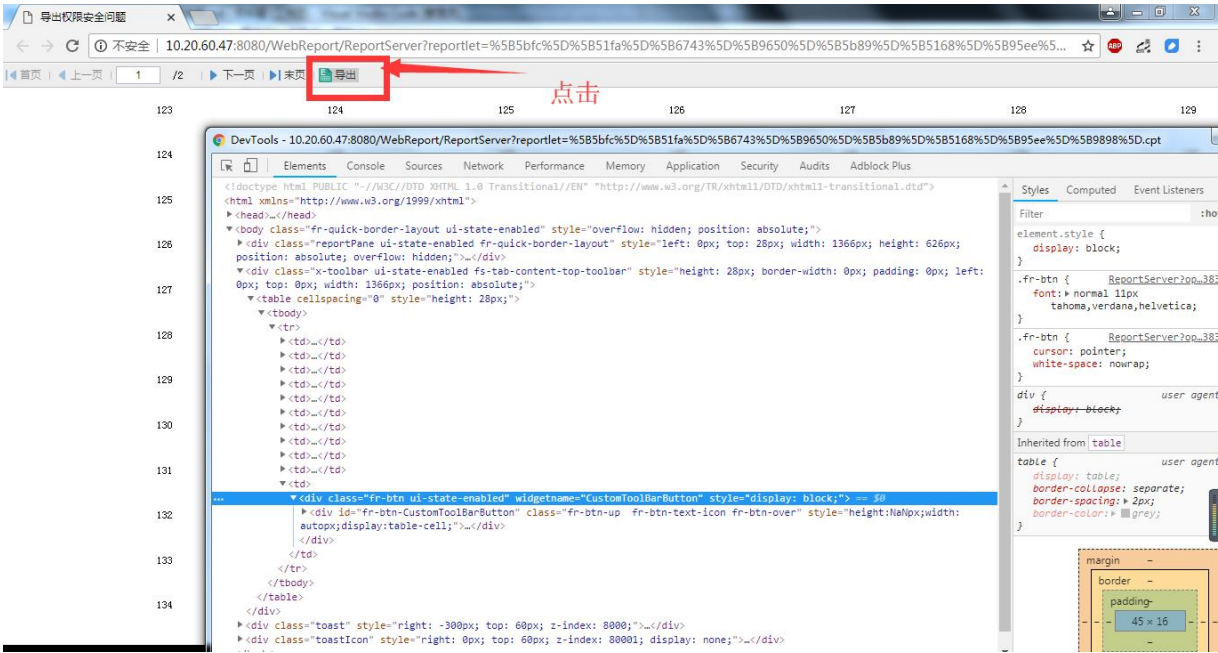 导出权限安全问题
不安全 10.20.60.47:8080/WebReport/ReportServer?reportlet=%5B5bfc%5D%5B51fa%5D%5B6743%5D%5B9650%5D%5B5b89%5D%5B5168%5D%5B95ee%5...
ABP
首页 上一页 1 /2 下一页 末页 导出
点击
123 124 125 126 127 128 129
124
125
126
127
128
129
130
131
132
133
134
DevTools - 10.20.60.47:8080/WebReport/ReportServer?reportlet=%5B5bfc%5D%5B51fa%5D%5B6743%5D%5B9650%5D%5B5b89%5D%5B5168%5D%5B95ee%5D%5B9898%5D.cpt
Elements Console Sources Network Performance Memory Application Security Audits Adblock Plus
<!doctype html PUBLIC "-//W3C//DTD XHTML 1.0 Transitional//EN" "http://www.w3.org/TR/xhtml1/DTD/xhtml1-transitional.dtd">
<html xmlns="http://www.w3.org/1999/xhtml">
<head>…</head>
<body class="fr-quick-border-layout ui-state-enabled" style="overflow: hidden; position: absolute;">
<div class="reportPane ui-state-enabled fr-quick-border-layout" style="left: 0px; top: 28px; width: 1366px; height: 626px;
position: absolute; overflow: hidden;">…</div>
<div class="x-toolbar ui-state-enabled fs-tab-content-top-toolbar" style="height: 28px; border-width: 0px; padding: 0px; left:
0px; top: 0px; width: 1366px; position: absolute;">
<table cellspacing="0" style="height: 28px;">
<tbody>
<tr>
<td>…</td>
<td>…</td>
<td>…</td>
<td>…</td>
<td>…</td>
<td>…</td>
<td>…</td>
<td>…</td>
<td>…</td>
<td>…</td>
<td>
<div class="fr-btn ui-state-enabled" widgetname="CustomToolBarButton" style="display: block;"> == $0
<div id="fr-btn-CustomToolBarButton" class="fr-btn-up fr-btn-text-icon fr-btn-over" style="height:NaNpx;width:
autopx;display:table-cell;">…</div>
</div>
</td>
</tr>
</tbody>
</table>
</div>
<div class="toast" style="right: -300px; top: 60px; z-index: 8000;">…</div>
<div class="toastIcon" style="right: 0px; top: 60px; z-index: 80001; display: none;">…</div>
Styles Computed Event Listeners
Filter :ho
element.style {
display: block;
}
.fr-btn { ReportServer?op…383
font: normal 11px
tahoma,verdana,helvetica;
}
.fr-btn { ReportServer?op…383
cursor: pointer;
white-space: nowrap;
}
div { user agent
display: block;
}
Inherited from table
table { user agent
display: table;
border-collapse: separate;
border-spacing: 2px;
border-color: grey;
}
margin -
border -
padding-
- - - 45 × 16 - -
-